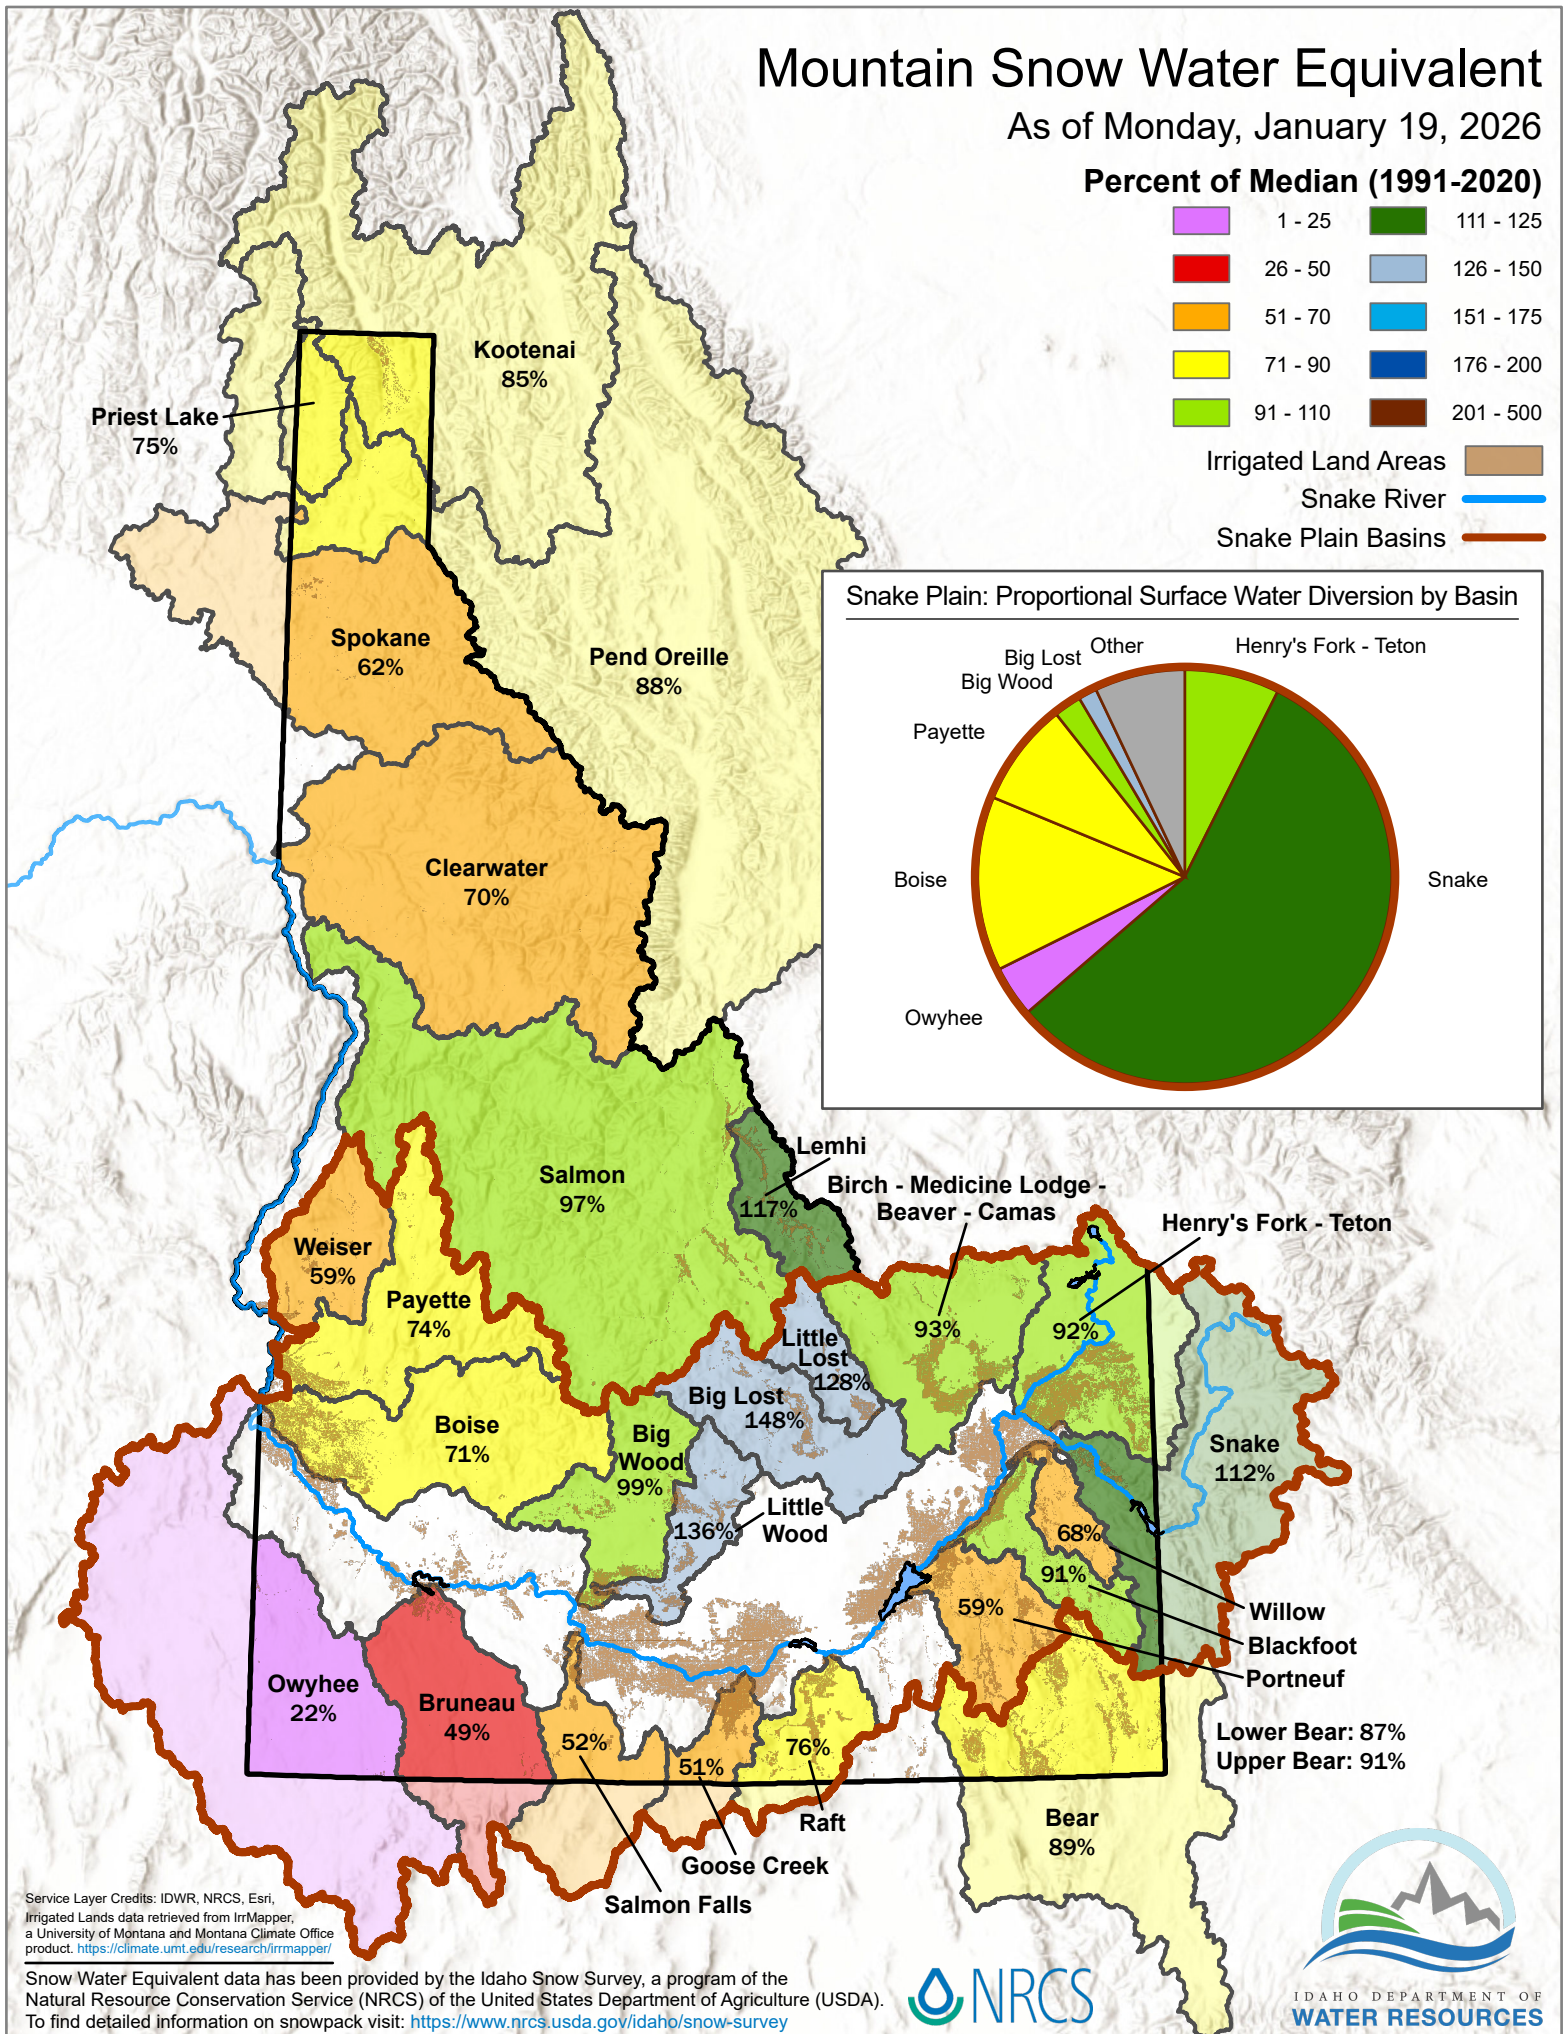 Mountain Snow Water Equivalent
As of Monday, January 19, 2026
Percent of Median (1991-2020)
1 - 25
111 - 125
26 - 50
126 - 150
51 - 70
151 - 175
71 - 90
176 - 200
91 - 110
201 - 500
Irrigated Land Areas
Snake River
Snake Plain Basins
Kootenai
85%
Priest Lake
75%
Spokane
62%
Pend Oreille
88%
Snake Plain: Proportional Surface Water Diversion by Basin
Other
Henry's Fork - Teton
Big Lost
Big Wood
Payette
Boise
Snake
Owyhee
Clearwater
70%
Salmon
97%
Lemhi
117%
Birch - Medicine Lodge -
Beaver - Camas
93%
Henry's Fork - Teton
92%
Weiser
59%
Payette
74%
Little
Lost
128%
Big Lost
148%
Boise
71%
Big
Wood
99%
Little
Wood
136%
Snake
112%
68%
91%
59%
Willow
Blackfoot
Portneuf
Owyhee
22%
Bruneau
49%
52%
51%
76%
Raft
Goose Creek
Salmon Falls
Lower Bear: 87%
Upper Bear: 91%
Bear
89%
Service Layer Credits: IDWR, NRCS, Esri,
Irrigated Lands data retrieved from IrrMapper,
a University of Montana and Montana Climate Office
product. https://climate.umt.edu/research/irrmapper/
Snow Water Equivalent data has been provided by the Idaho Snow Survey, a program of the
Natural Resource Conservation Service (NRCS) of the United States Department of Agriculture (USDA).
To find detailed information on snowpack visit: https://www.nrcs.usda.gov/idaho/snow-survey
NRCS
IDAHO DEPARTMENT OF
WATER RESOURCES